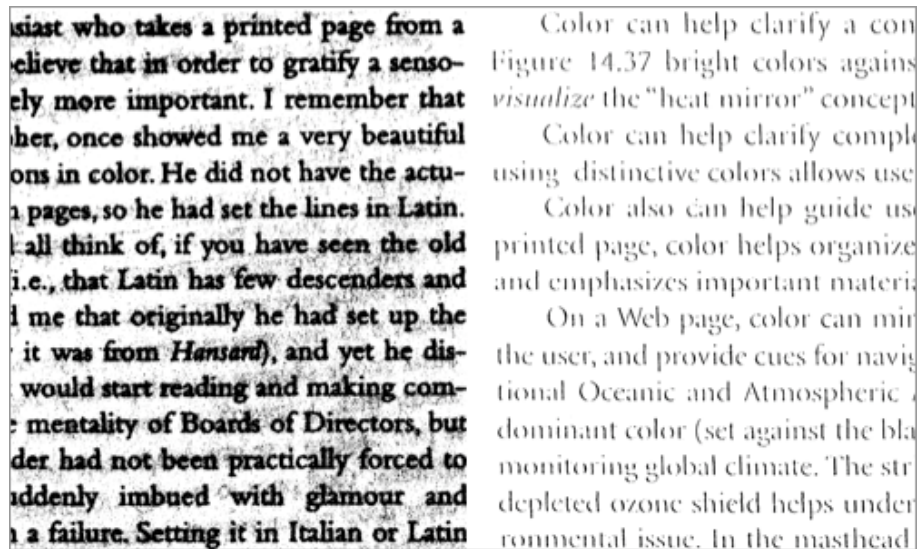 siast who takes a printed page from a
elieve that in order to gratify a senso-
ely more important. I remember that
her, once showed me a very beautiful
ons in color. He did not have the actu-
pages, so he had set the lines in Latin.
all think of, if you have seen the old
i.e., that Latin has few descenders and
me that originally he had set up the
it was from Hansard), and yet he dis-
would start reading and making com-
mentality of Boards of Directors, but
der had not been practically forced to
uddenly imbued with glamour and
a failure. Setting it in Italian or Latin
Color can help clarify a con
Figure 14.37 bright colors agains
visualize the "heat mirror" concept
Color can help clarify compl
using distinctive colors allows use
Color also can help guide us
printed page, color helps organize
and emphasizes important materi
On a Web page, color can mi
the user, and provide cues for navig
tional Oceanic and Atmospheric
dominant color (set against the bla
monitoring global climate. The str
depleted ozone shield helps under
ronmental issue. In the masthead